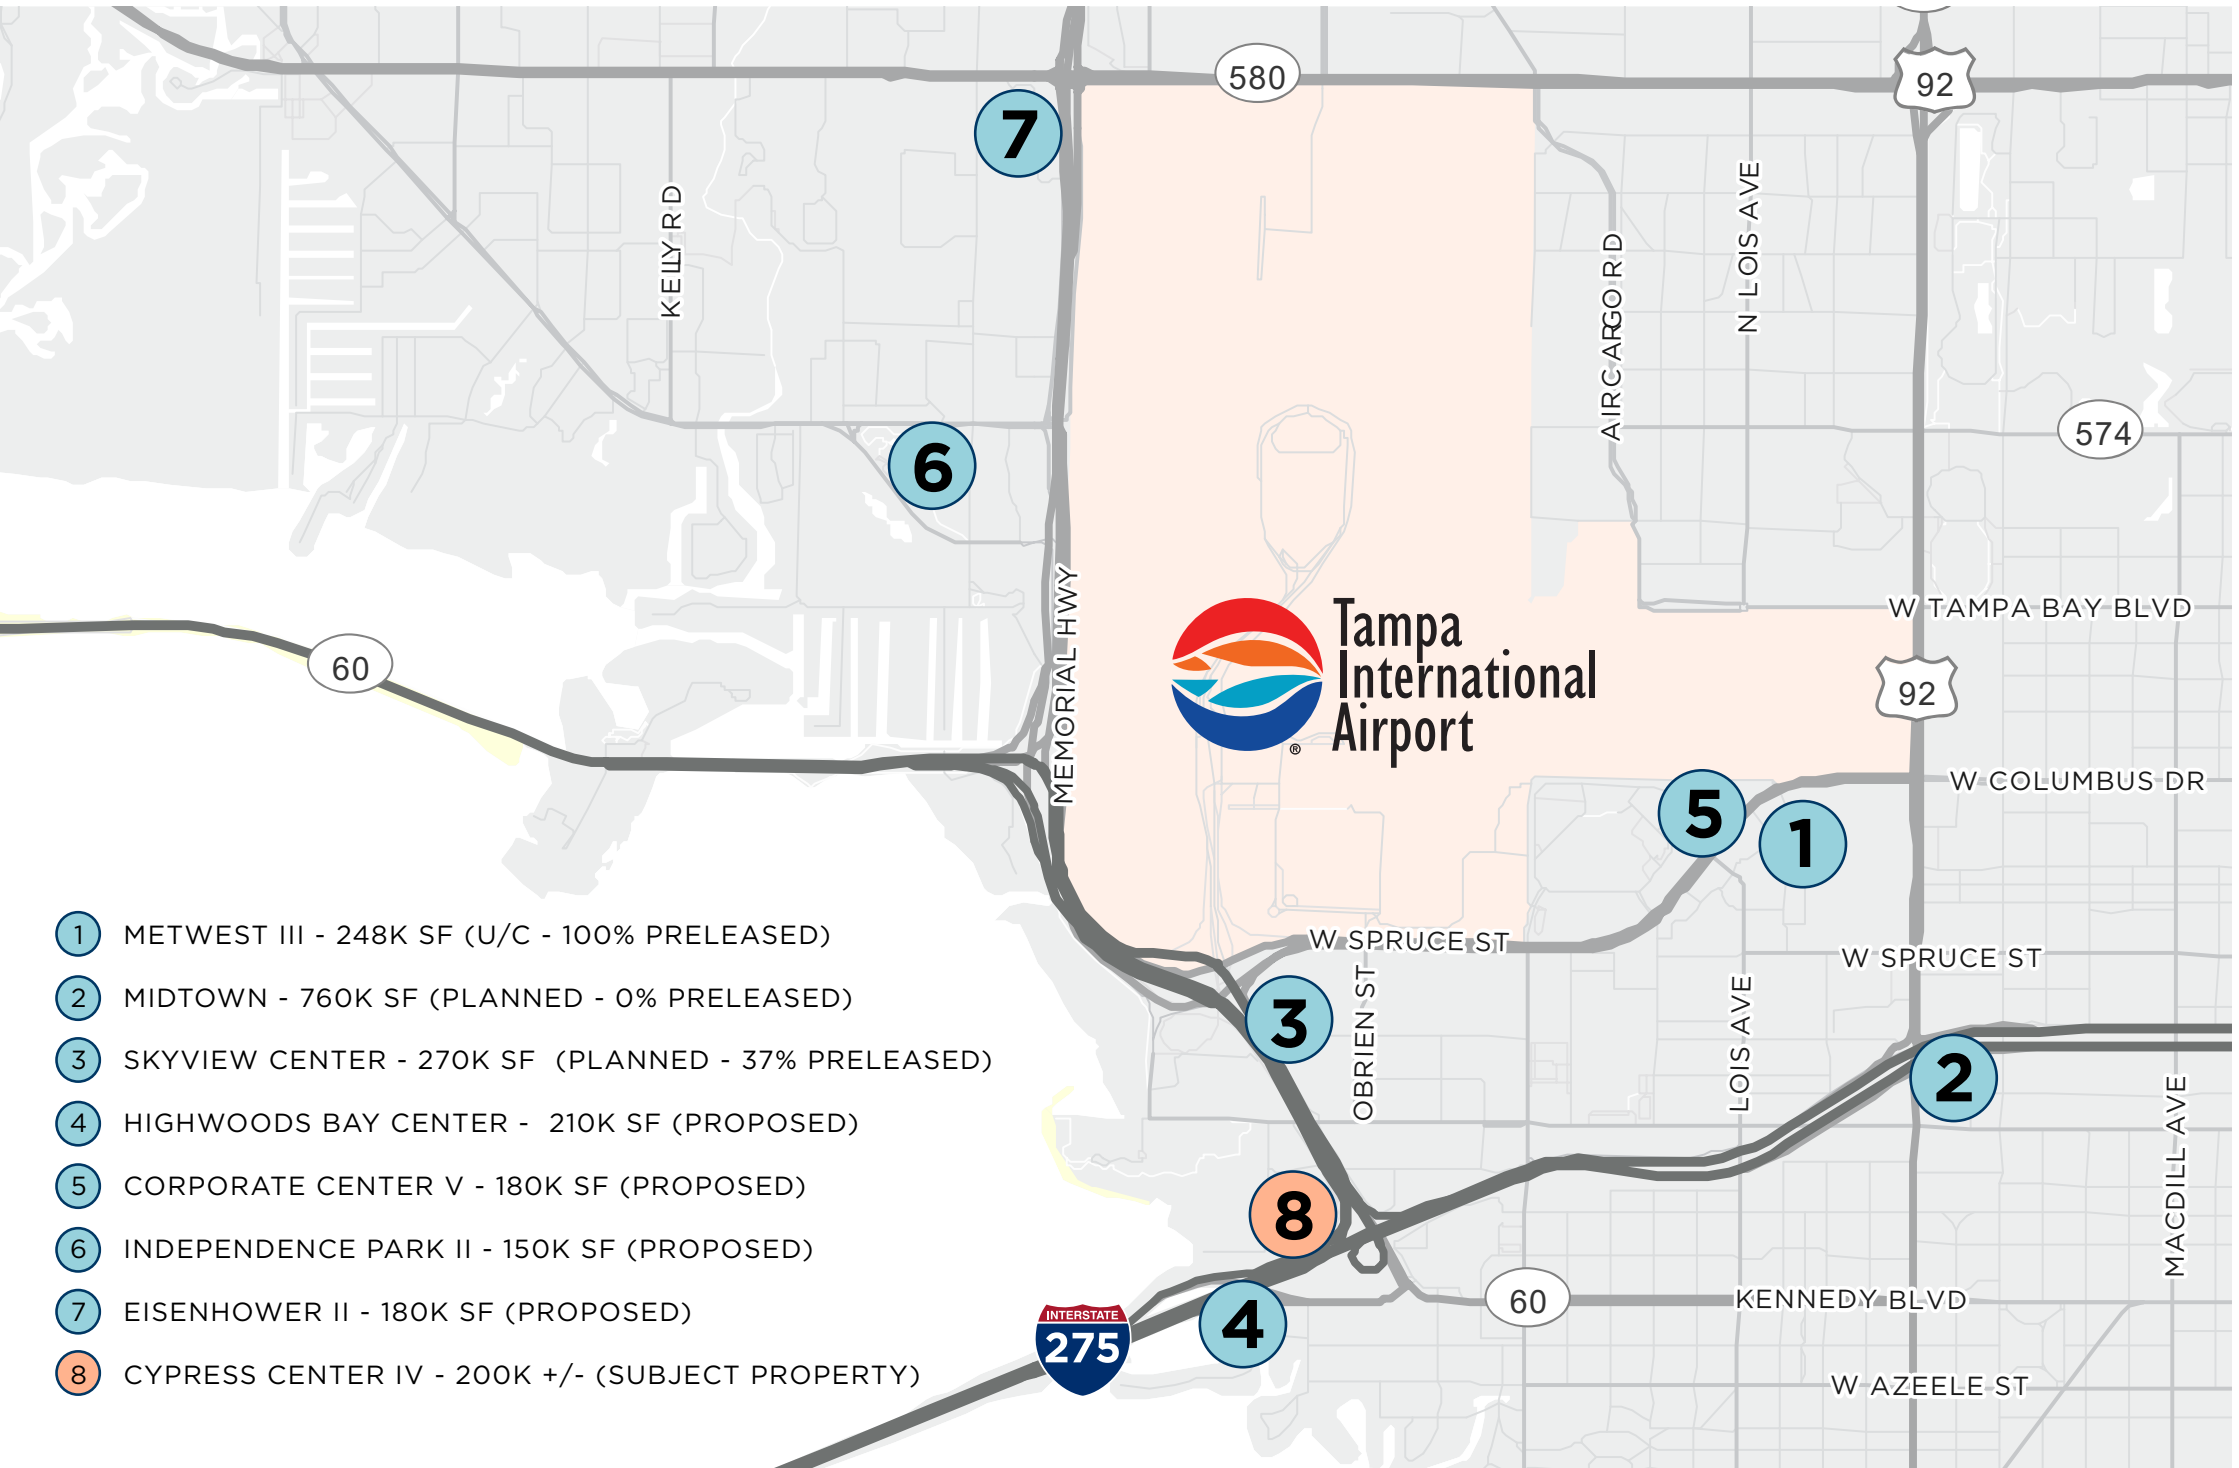 580
92
7
KELLY RD
N LOIS AVE
AIRCARGO RD
574
6
MEMORIAL HWY
W TAMPA BAY BLVD
Tampa
International
Airport
®
60
92
W COLUMBUS DR
5
1
W SPRUCE ST
W SPRUCE ST
3
OBRIEN ST
LOIS AVE
2
MACDILL AVE
8
60
KENNEDY BLVD
4
INTERSTATE
275
W AZEELE ST
1 METWEST III - 248K SF (U/C - 100% PRELEASED)
2 MIDTOWN - 760K SF (PLANNED - 0% PRELEASED)
3 SKYVIEW CENTER - 270K SF (PLANNED - 37% PRELEASED)
4 HIGHWOODS BAY CENTER - 210K SF (PROPOSED)
5 CORPORATE CENTER V - 180K SF (PROPOSED)
6 INDEPENDENCE PARK II - 150K SF (PROPOSED)
7 EISENHOWER II - 180K SF (PROPOSED)
8 CYPRESS CENTER IV - 200K +/- (SUBJECT PROPERTY)